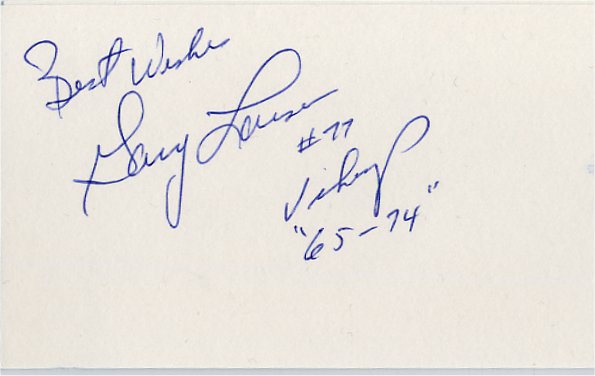 Best Wishes
Gary Larsen
#77
Vikings
"65-74"